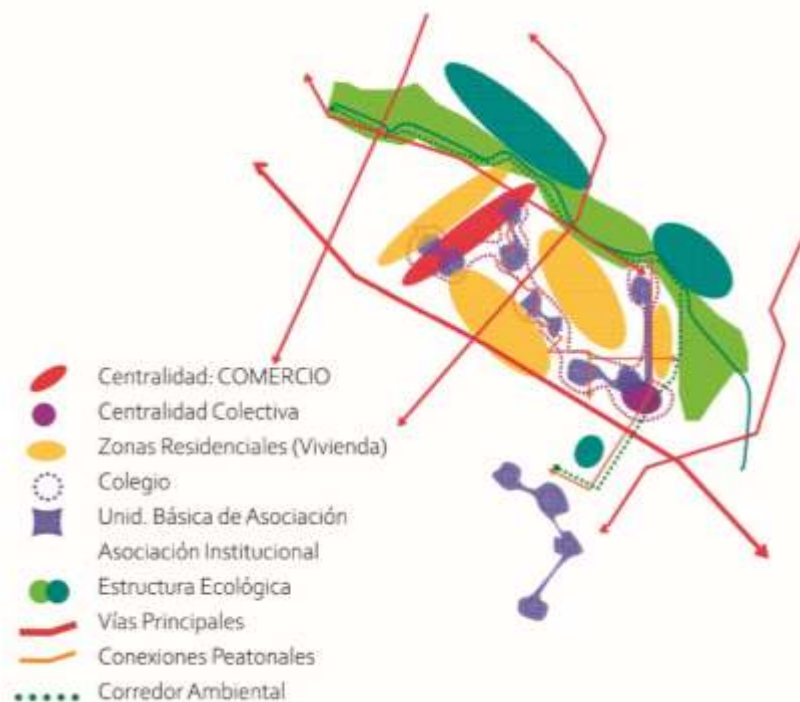 Centralidad: COMERCIO
Centralidad Colectiva
Zonas Residenciales (Vivienda)
Colegio
Unid. Básica de Asociación
Asociación Institucional
Estructura Ecológica
Vías Principales
Conexiones Peatonales
Corredor Ambiental